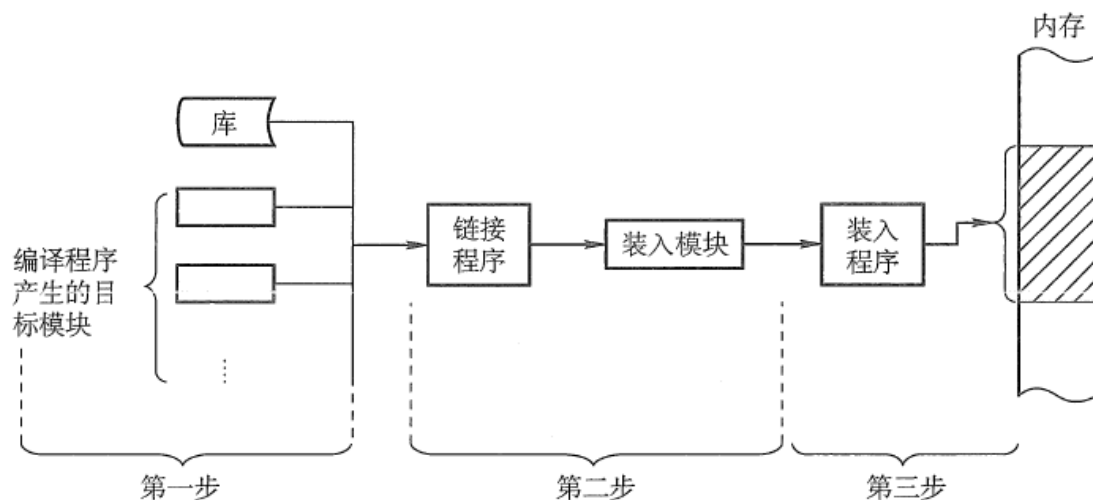 内存
库
编译程序
产生的目
标模块
⋮
链接
程序
装入模块
装入
程序
第一步
第二步
第三步